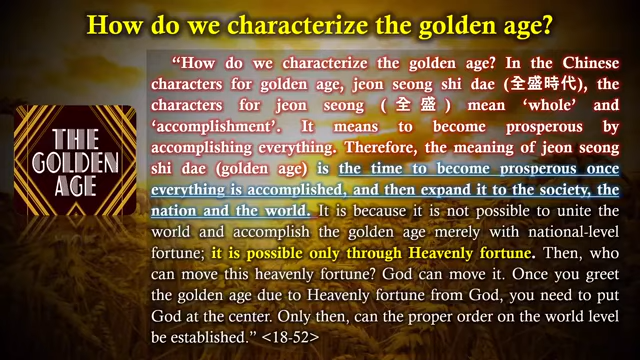 How do we characterize the golden age?
"How do we characterize the golden age? In the Chinese
characters for golden age, jeon seong shi dae (全盛時代), the
characters for jeon seong (全盛) mean 'whole' and
'accomplishment'. It means to become prosperous by
accomplishing everything. Therefore, the meaning of jeon seong
shi dae (golden age) is the time to become prosperous once
everything is accomplished, and then expand it to the society, the
nation and the world. It is because it is not possible to unite the
world and accomplish the golden age merely with national-level
fortune; it is possible only through Heavenly fortune. Then, who
can move this heavenly fortune? God can move it. Once you greet
the golden age due to Heavenly fortune from God, you need to put
God at the center. Only then, can the proper order on the world level
be established." <18-52>
THE
GOLDEN
AGE